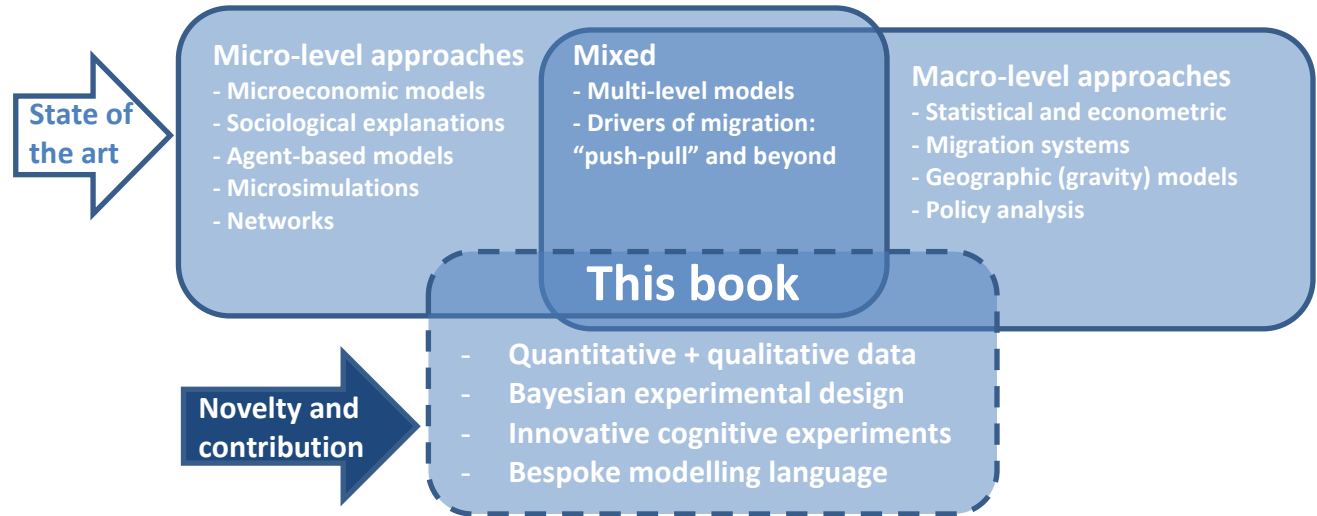 State of
the art
Micro-level approaches
- Microeconomic models
- Sociological explanations
- Agent-based models
- Microsimulations
- Networks
Mixed
- Multi-level models
- Drivers of migration:
“push-pull” and beyond
Macro-level approaches
- Statistical and econometric
- Migration systems
- Geographic (gravity) models
- Policy analysis
This book
- Quantitative + qualitative data
- Bayesian experimental design
- Innovative cognitive experiments
- Bespoke modelling language
Novelty and
contribution